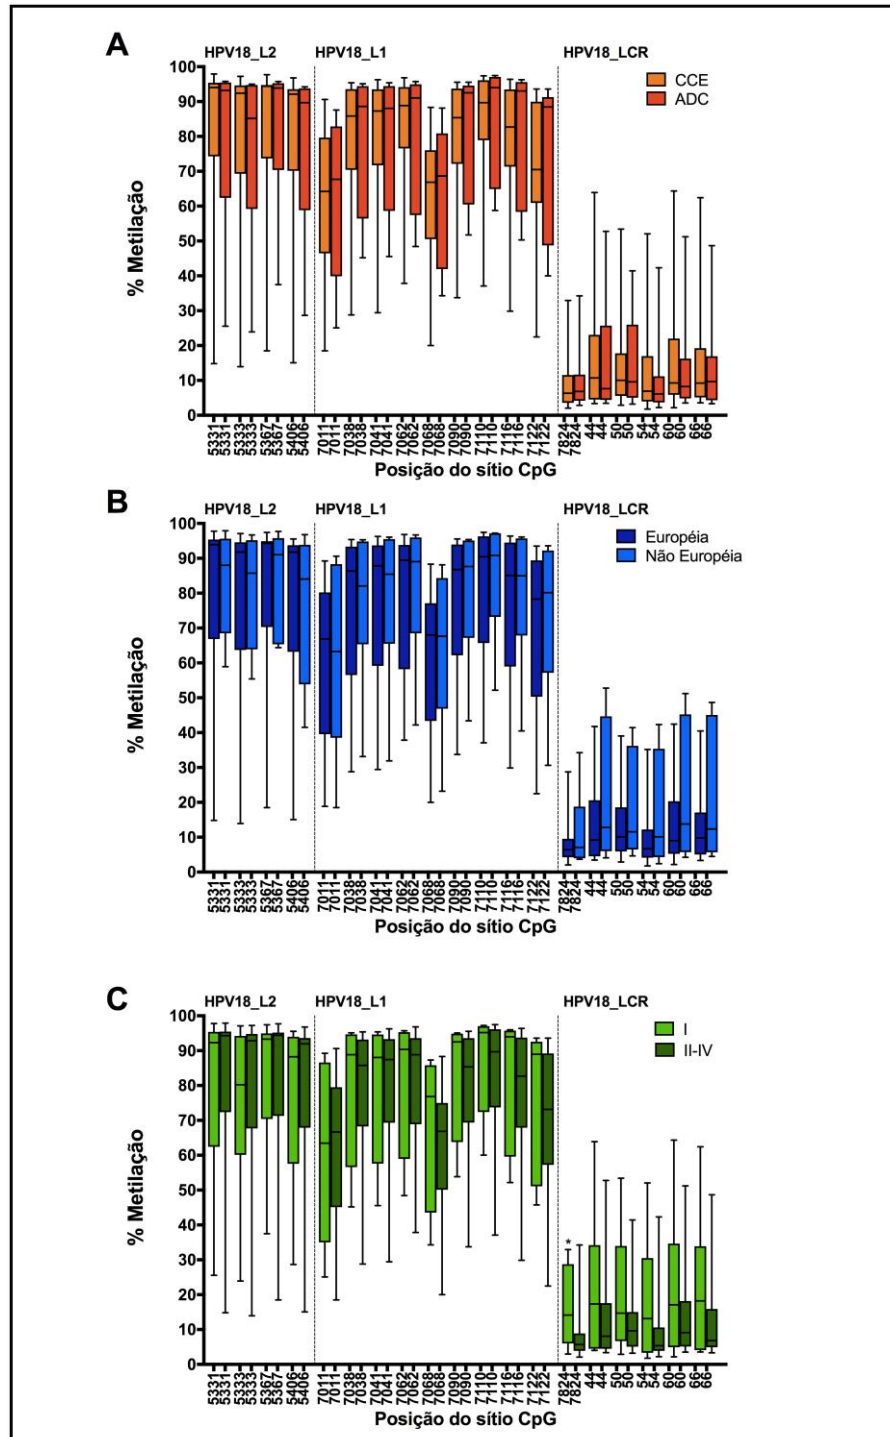 A
HPV18_L2 HPV18_L1 HPV18_LCR
CCE
ADC
% Metilação
100
90
80
70
60
50
40
30
20
10
0
5331 5331 5333 5333 5367 5367 5406 5406 7011 7011 7038 7038 7041 7041 7062 7062 7068 7068 7090 7090 7110 7110 7116 7116 7122 7122 7824 7824 44 44 50 50 54 54 60 60 66 66
Posição do sítio CpG
B
HPV18_L2 HPV18_L1 HPV18_LCR
Européia
Não Européia
% Metilação
100
90
80
70
60
50
40
30
20
10
0
5331 5331 5333 5333 5367 5367 5406 5406 7011 7011 7038 7038 7041 7041 7062 7062 7068 7068 7090 7090 7110 7110 7116 7116 7122 7122 7824 7824 44 44 50 50 54 54 60 60 66 66
Posição do sítio CpG
C
HPV18_L2 HPV18_L1 HPV18_LCR
I
II-IV
% Metilação
100
90
80
70
60
50
40
30
20
10
0
*
5331 5331 5333 5333 5367 5367 5406 5406 7011 7011 7038 7038 7041 7041 7062 7062 7068 7068 7090 7090 7110 7110 7116 7116 7122 7122 7824 7824 44 44 50 50 54 54 60 60 66 66
Posição do sítio CpG